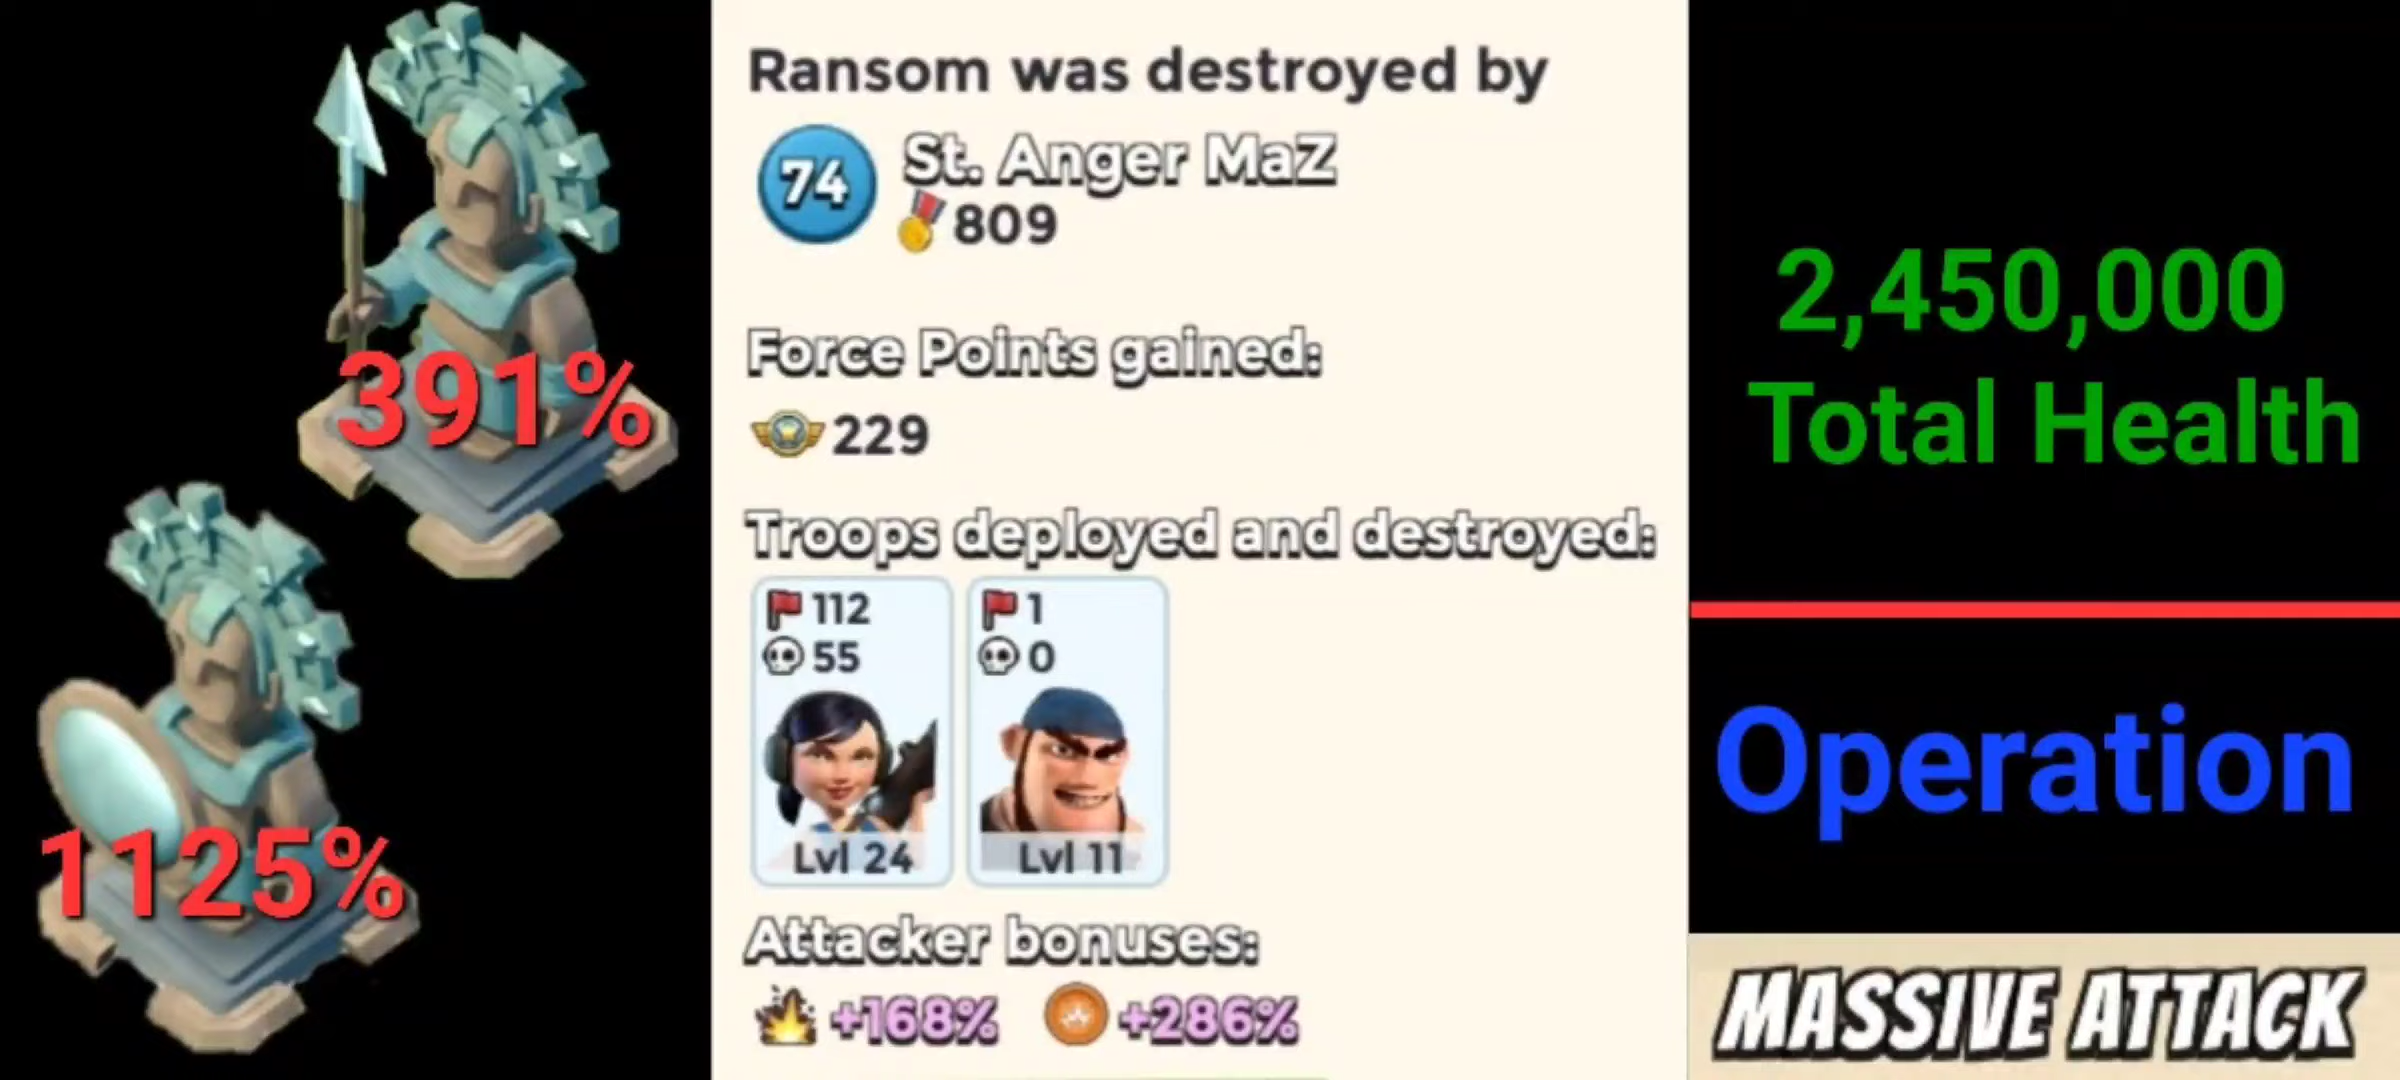 391%
1125%
Ransom was destroyed by
74
St. Anger MaZ
809
Force Points gained:
229
Troops deployed and destroyed:
112
55
Lvl 24
1
0
Lvl 11
Attacker bonuses:
+168% +286%
2,450,000
Total Health
Operation
MASSIVE ATTACK